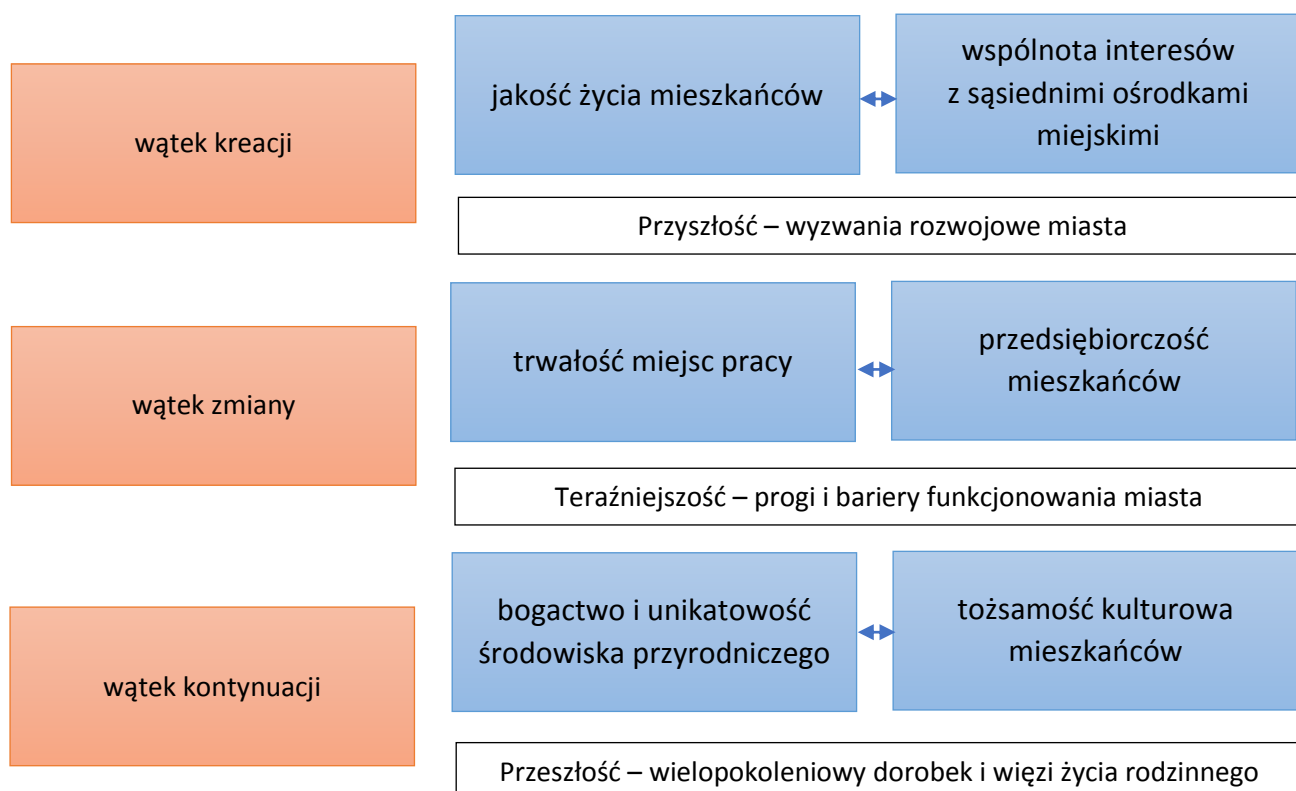 wątek kreacji
jakość życia mieszkańców
wspólnota interesów
z sąsiednimi ośrodkami
miejskimi
Przyszłość – wyzwania rozwojowe miasta
wątek zmiany
trwałość miejsc pracy
przedsiębiorczość
mieszkańców
Teraźniejszość – progi i bariery funkcjonowania miasta
wątek kontynuacji
bogactwo i unikatowość
środowiska przyrodniczego
tożsamość kulturowa
mieszkańców
Przeszłość – wielopokoleniowy dorobek i więzi życia rodzinnego